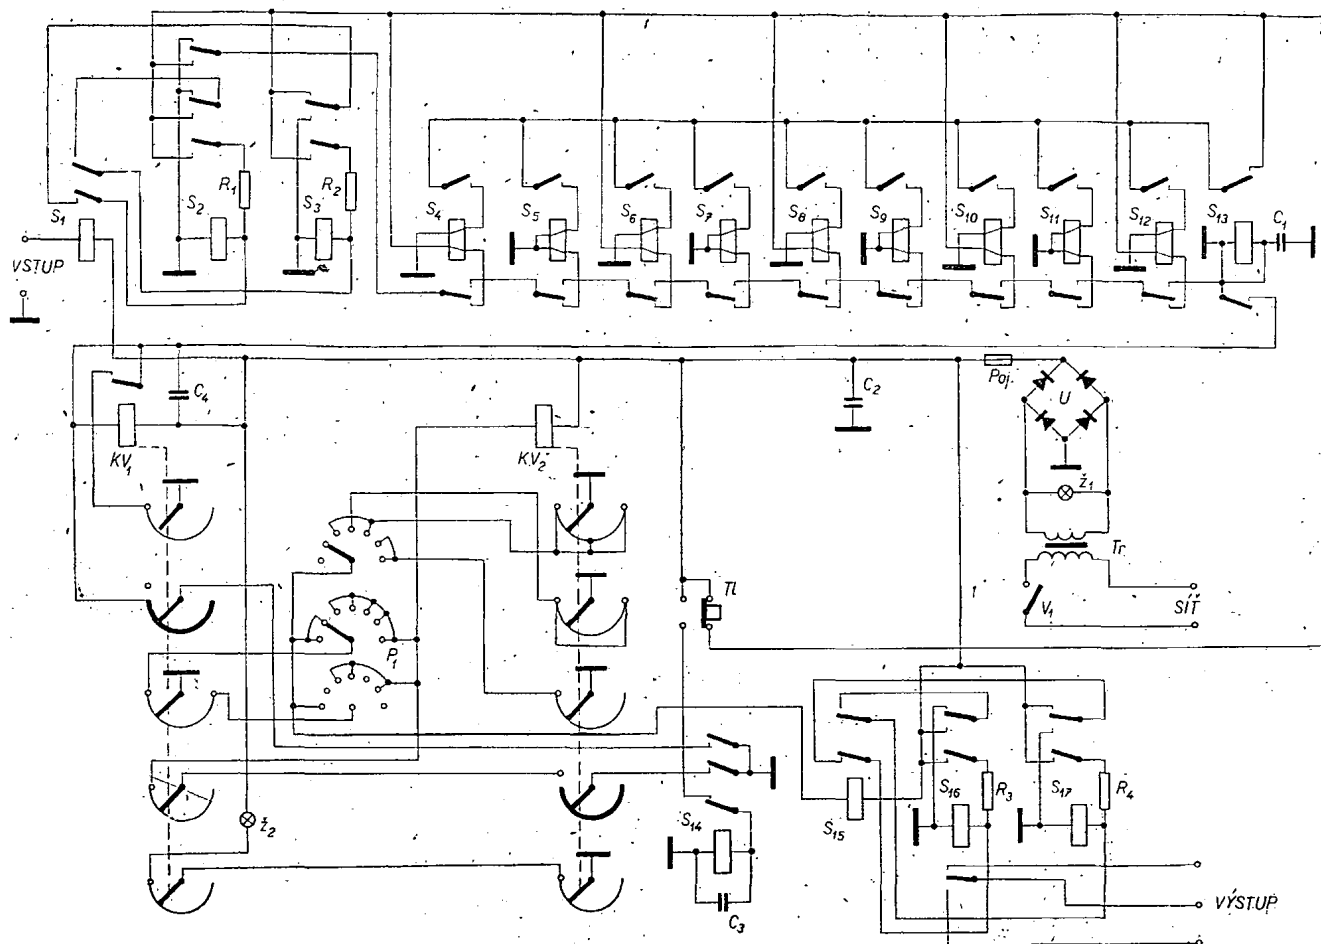 R₁
R₂
S₁
S₂
S₃
S₄
S₅
S₆
S₇
S₈
S₉
S₁₀
S₁₁
S₁₂
S₁₃
C₁
VSTUP
C₄
C₂
Poj.
U
KV₁
KV₂
Ž₁
Tr
Tl
V₁
SÍŤ
P₁
S₁₆
R₃
S₁₇
R₄
Ž₂
S₁₄
S₁₅
C₃
VÝSTUP